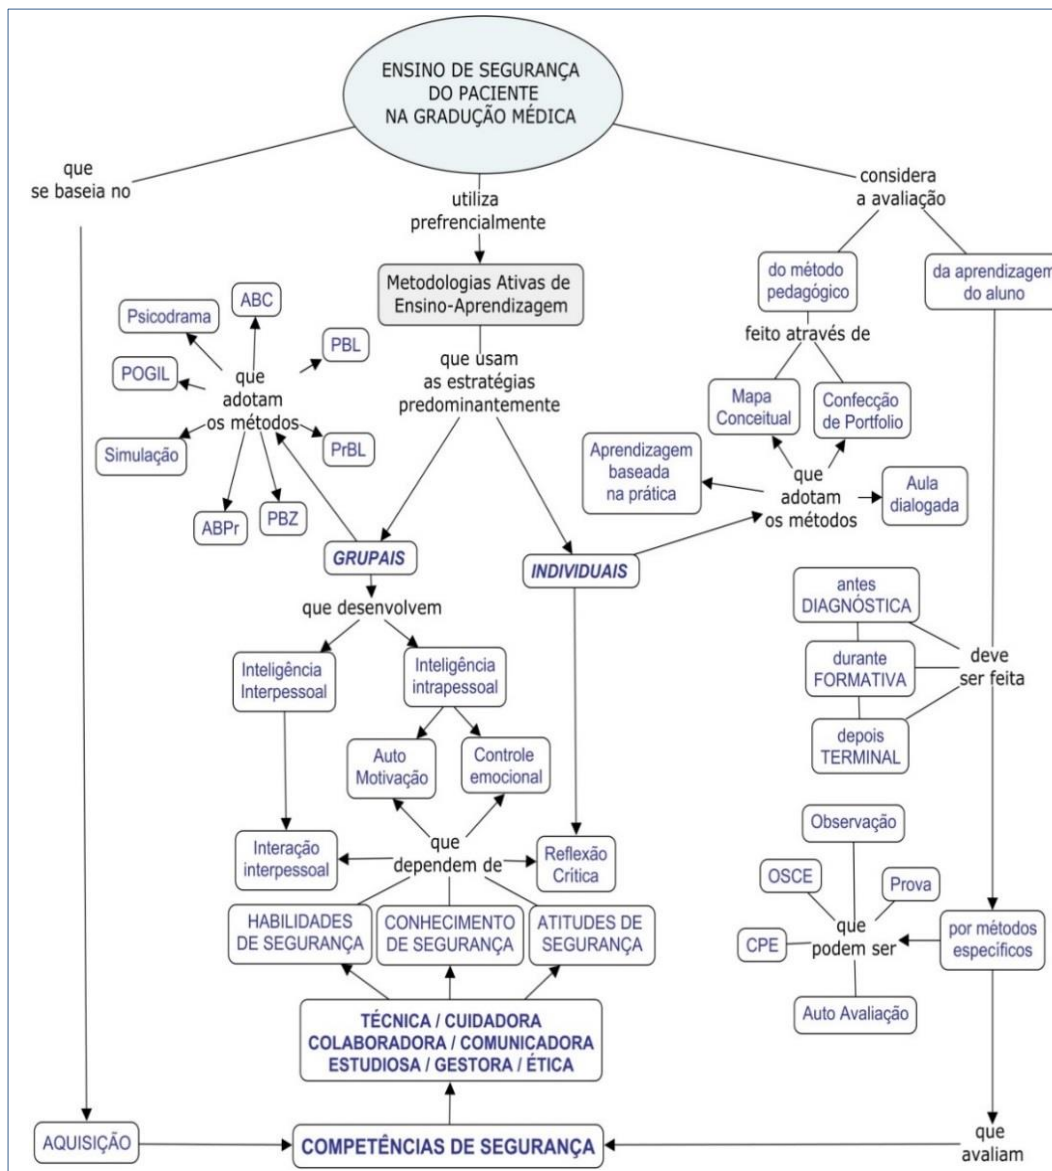 ENSINO DE SEGURANÇA
DO PACIENTE
NA GRADUÇÃO MÉDICA
que
se baseia no
utiliza
prefrencialmente
considera
a avaliação
Metodologias Ativas de
Ensino-Aprendizagem
do método
pedagógico
da aprendizagem
do aluno
ABC
Psicodrama
PBL
POGIL
que
adotam
os métodos
Simulação
PrBL
ABPr
PBZ
que usam
as estratégias
predominantemente
feito através de
Mapa
Conceitual
Confecção
de Portfolio
Aprendizagem
baseada
na prática
que
adotam
os métodos
Aula
dialogada
GRUPAIS
INDIVIDUAIS
que desenvolvem
antes
DIAGNÓSTICA
durante
FORMATIVA
depois
TERMINAL
deve
ser feita
Inteligência
Interpessoal
Inteligência
intrapessoal
Auto
Motivação
Controle
emocional
Interação
interpessoal
que
dependem de
Reflexão
Crítica
Observação
OSCE
Prova
que
podem ser
CPE
por métodos
específicos
Auto Avaliação
HABILIDADES
DE SEGURANÇA
CONHECIMENTO
DE SEGURANÇA
ATITUDES DE
SEGURANÇA
TÉCNICA / CUIDADORA
COLABORADORA / COMUNICADORA
ESTUDIOSA / GESTORA / ÉTICA
AQUISIÇÃO
COMPETÊNCIAS DE SEGURANÇA
que
avaliam